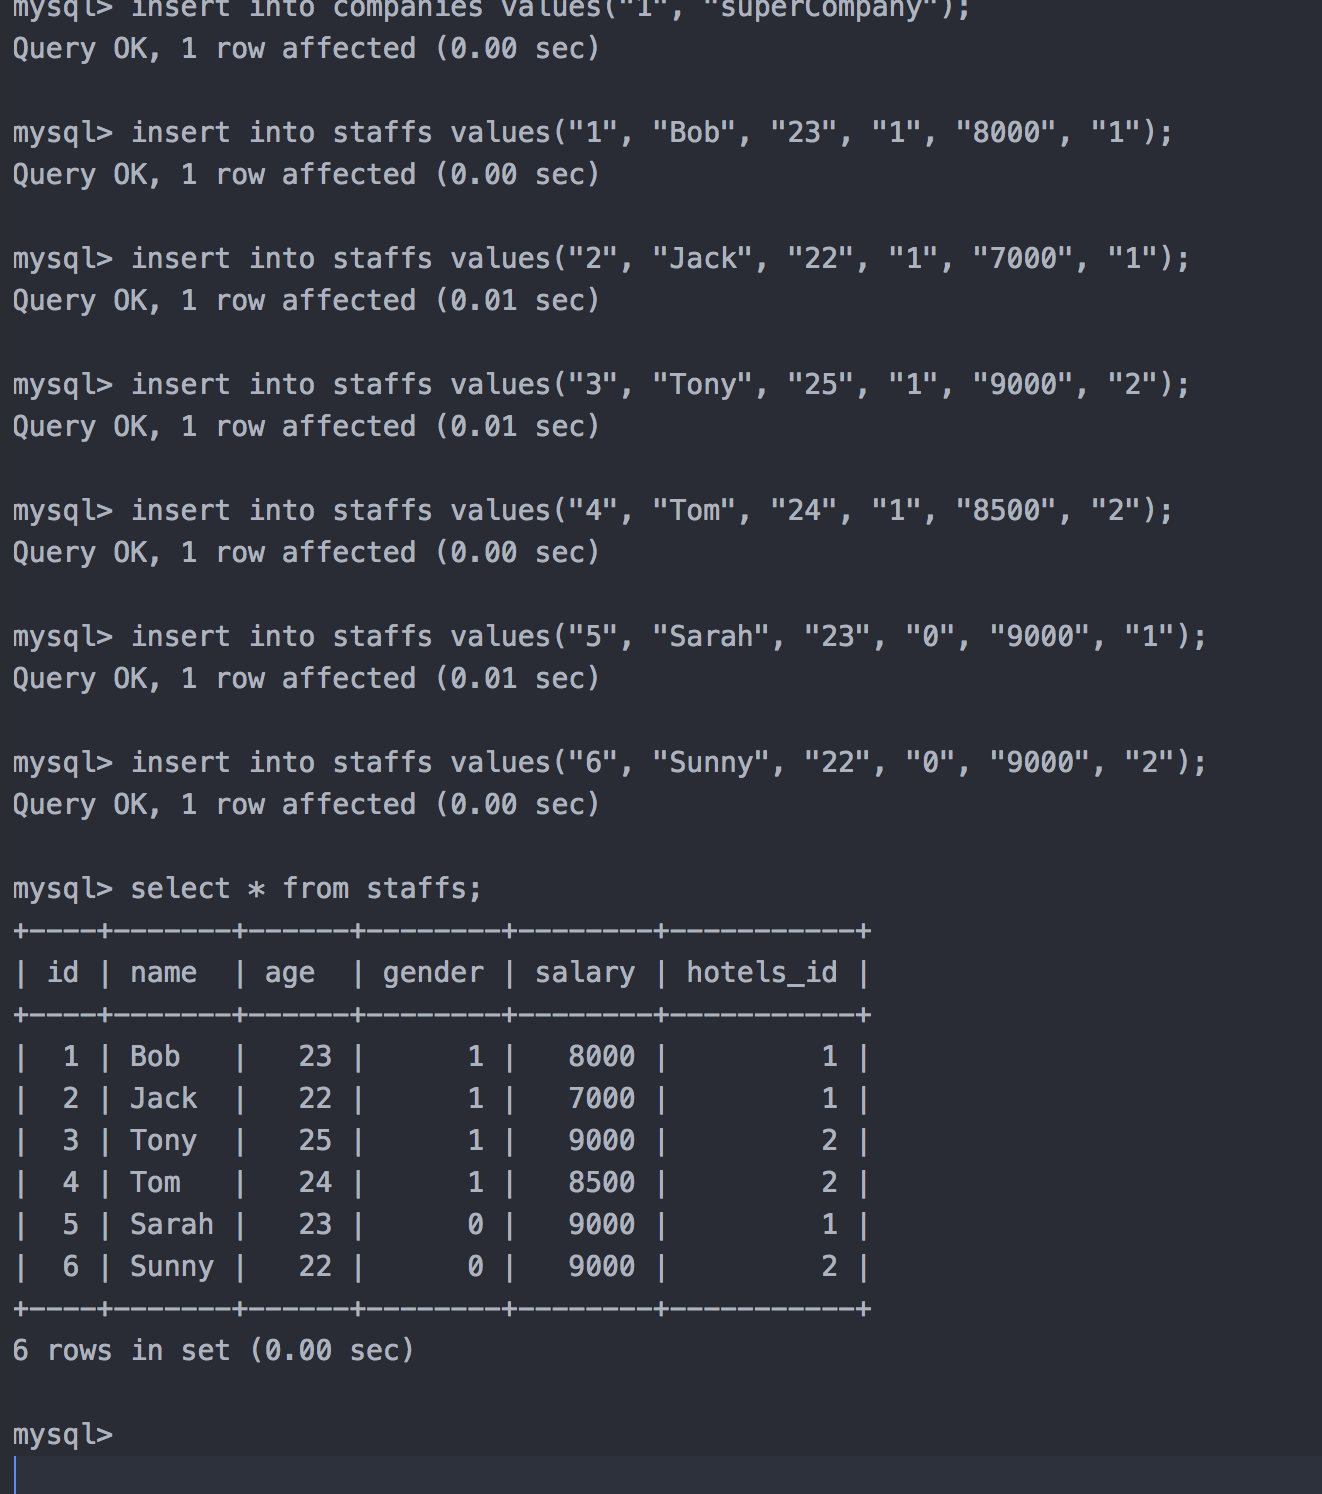 mysql> insert into companies values("1", "superCompany");
Query OK, 1 row affected (0.00 sec)
mysql> insert into staffs values("1", "Bob", "23", "1", "8000", "1");
Query OK, 1 row affected (0.00 sec)
mysql> insert into staffs values("2", "Jack", "22", "1", "7000", "1");
Query OK, 1 row affected (0.01 sec)
mysql> insert into staffs values("3", "Tony", "25", "1", "9000", "2");
Query OK, 1 row affected (0.01 sec)
mysql> insert into staffs values("4", "Tom", "24", "1", "8500", "2");
Query OK, 1 row affected (0.00 sec)
mysql> insert into staffs values("5", "Sarah", "23", "0", "9000", "1");
Query OK, 1 row affected (0.01 sec)
mysql> insert into staffs values("6", "Sunny", "22", "0", "9000", "2");
Query OK, 1 row affected (0.00 sec)
mysql> select * from staffs;
+----+-------+------+--------+--------+-----------+
| id | name  | age  | gender | salary | hotels_id |
+----+-------+------+--------+--------+-----------+
|  1 | Bob   |   23 |      1 |   8000 |         1 |
|  2 | Jack  |   22 |      1 |   7000 |         1 |
|  3 | Tony  |   25 |      1 |   9000 |         2 |
|  4 | Tom   |   24 |      1 |   8500 |         2 |
|  5 | Sarah |   23 |      0 |   9000 |         1 |
|  6 | Sunny |   22 |      0 |   9000 |         2 |
+----+-------+------+--------+--------+-----------+
6 rows in set (0.00 sec)
mysql>